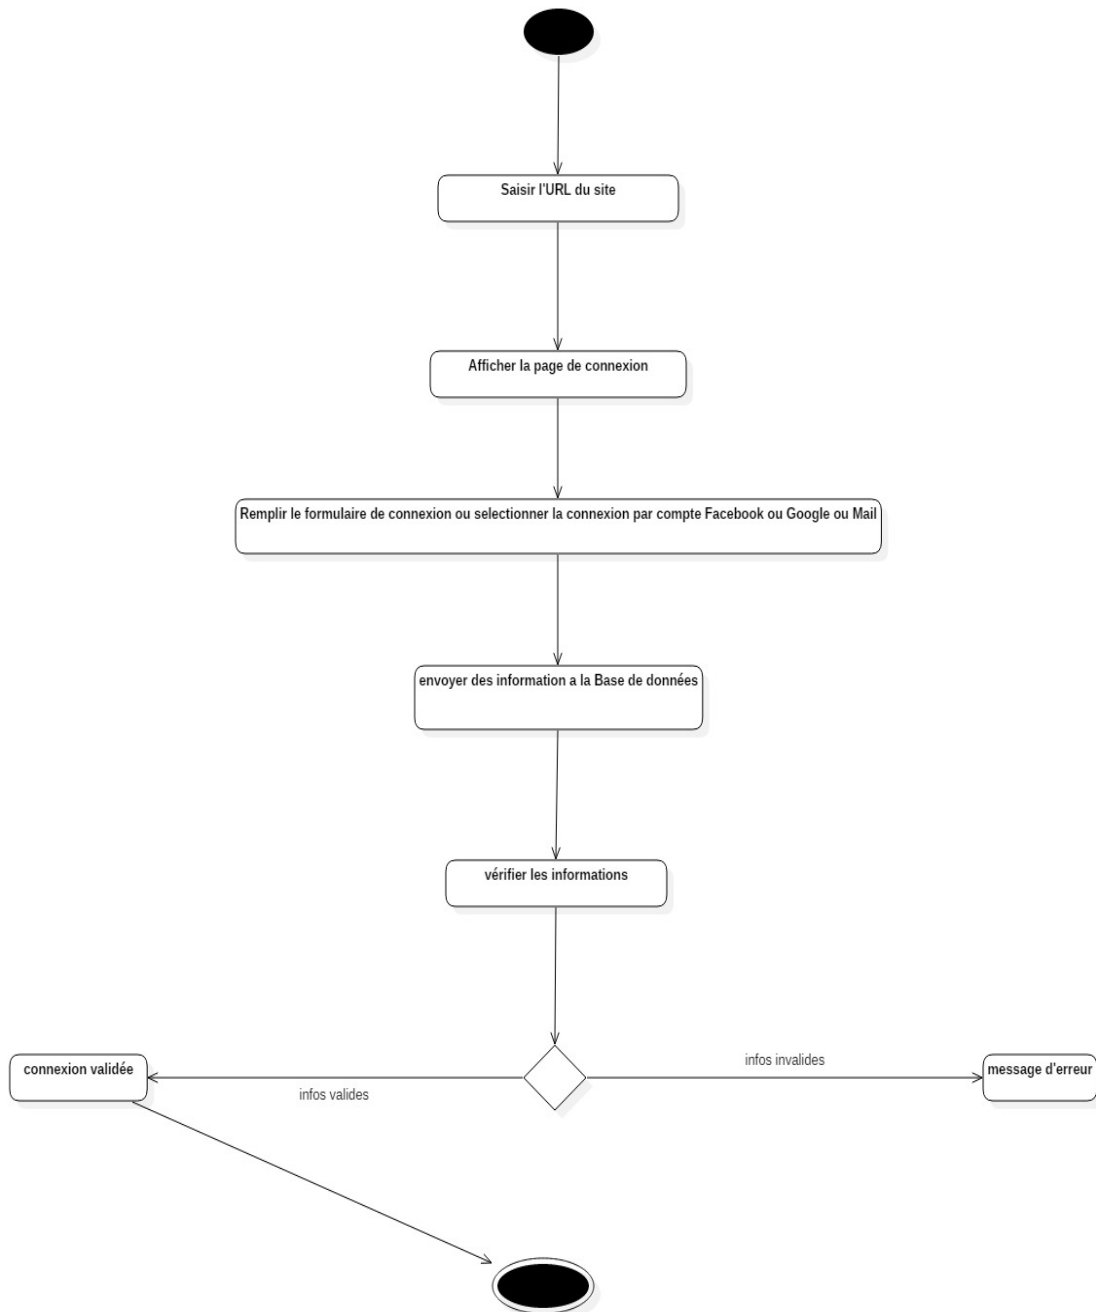 Saisir l'URL du site
Afficher la page de connexion
Remplir le formulaire de connexion ou selectionner la connexion par compte Facebook ou Google ou Mail
envoyer des information a la Base de données
vérifier les informations
infos invalides
connexion validée
message d'erreur
infos valides